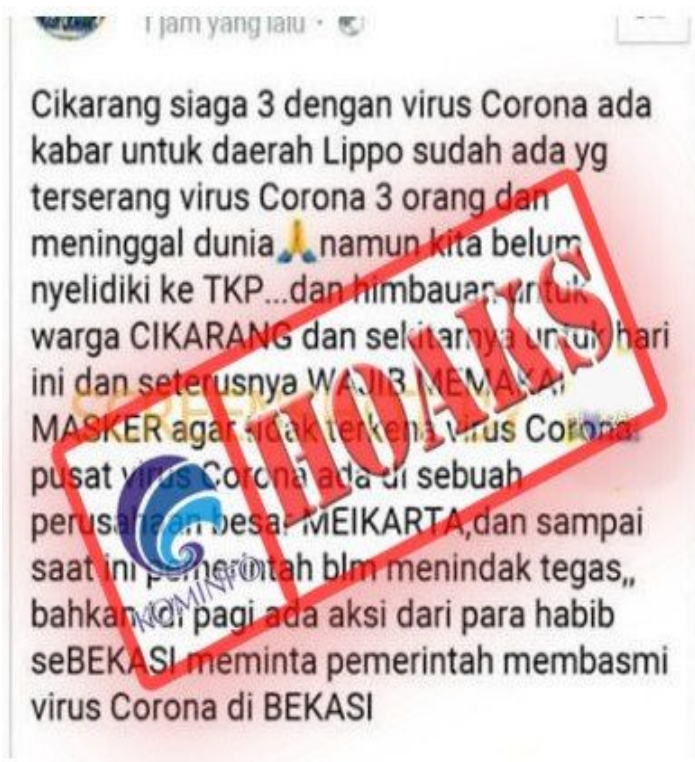 1 jam yang lalu
Cikarang siaga 3 dengan virus Corona ada
kabar untuk daerah Lippo sudah ada yg
terserang virus Corona 3 orang dan
meninggal dunia🙏 namun kita belum
nyelidiki ke TKP...dan himbauan untuk
warga CIKARANG dan sekitarnya untuk hari
ini dan seterusnya WAJIB MEMAKAI
MASKER agar tidak terkena virus Corona.
pusat virus Corona ada di sebuah
perusahaan besar MEIKARTA,dan sampai
saat ini pemerintah blm menindak tegas,,
bahkan tdi pagi ada aksi dari para habib
seBEKASI meminta pemerintah membasmi
virus Corona di BEKASI
KOMINFO
HOAKS